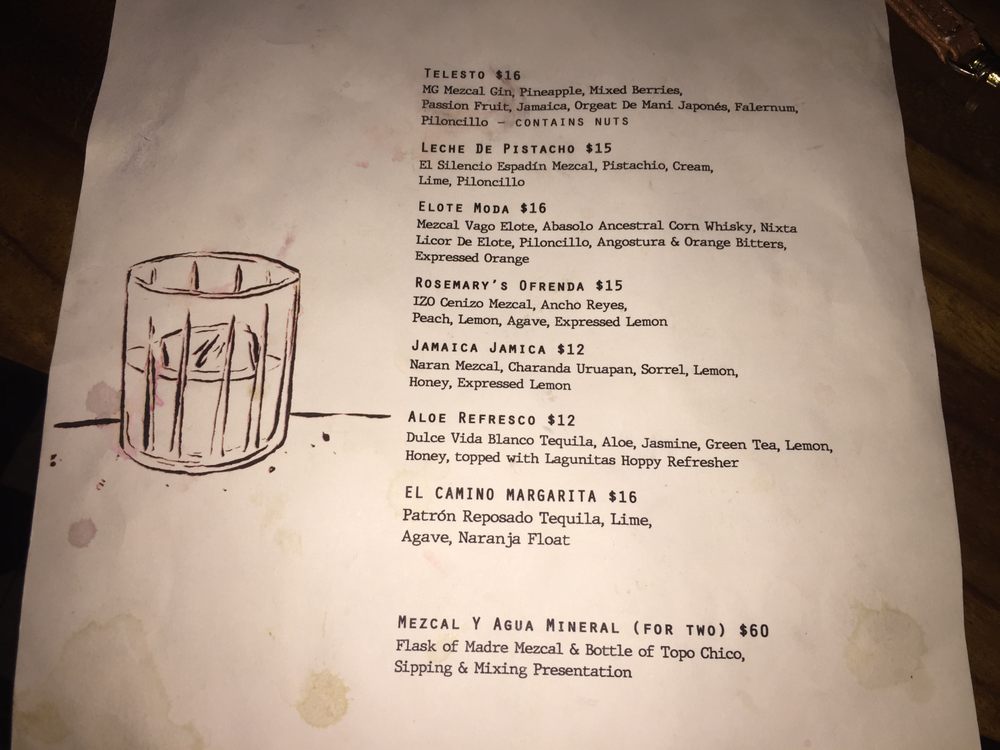 TELESTO $16
MG Mezcal Gin, Pineapple, Mixed Berries,
Passion Fruit, Jamaica, Orgeat De Mani Japonés, Falernum,
Piloncillo – CONTAINS NUTS
LECHE DE PISTACHO $15
El Silencio Espadín Mezcal, Pistachio, Cream,
Lime, Piloncillo
ELOTE MODA $16
Mezcal Vago Elote, Abasolo Ancestral Corn Whisky, Nixta
Licor De Elote, Piloncillo, Angostura & Orange Bitters,
Expressed Orange
ROSEMARY'S OFRENDA $15
IZO Cenizo Mezcal, Ancho Reyes,
Peach, Lemon, Agave, Expressed Lemon
JAMAICA JAMICA $12
Naran Mezcal, Charanda Uruapan, Sorrel, Lemon,
Honey, Expressed Lemon
ALOE REFRESCO $12
Dulce Vida Blanco Tequila, Aloe, Jasmine, Green Tea, Lemon,
Honey, topped with Lagunitas Hoppy Refresher
EL CAMINO MARGARITA $16
Patrón Reposado Tequila, Lime,
Agave, Naranja Float
MEZCAL Y AGUA MINERAL (FOR TWO) $60
Flask of Madre Mezcal & Bottle of Topo Chico,
Sipping & Mixing Presentation